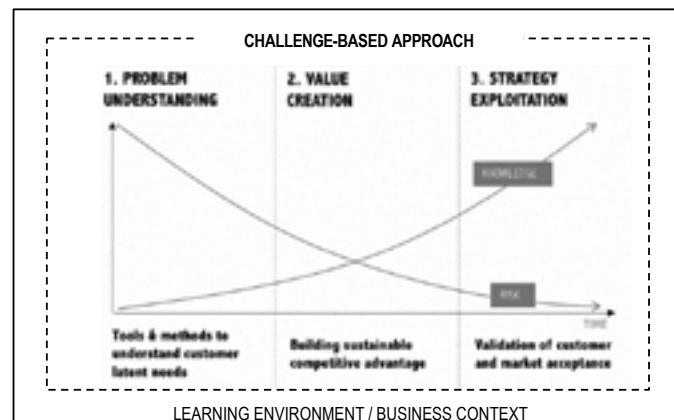 CHALLENGE-BASED APPROACH
1. PROBLEM
UNDERSTANDING
2. VALUE
CREATION
3. STRATEGY
EXPLOITATION
KNOWLEDGE
RISK
TIME
Tools & methods to
understand customer
latent needs
Building sustainable
competitive advantage
Validation of customer
and market acceptance
LEARNING ENVIRONMENT / BUSINESS CONTEXT